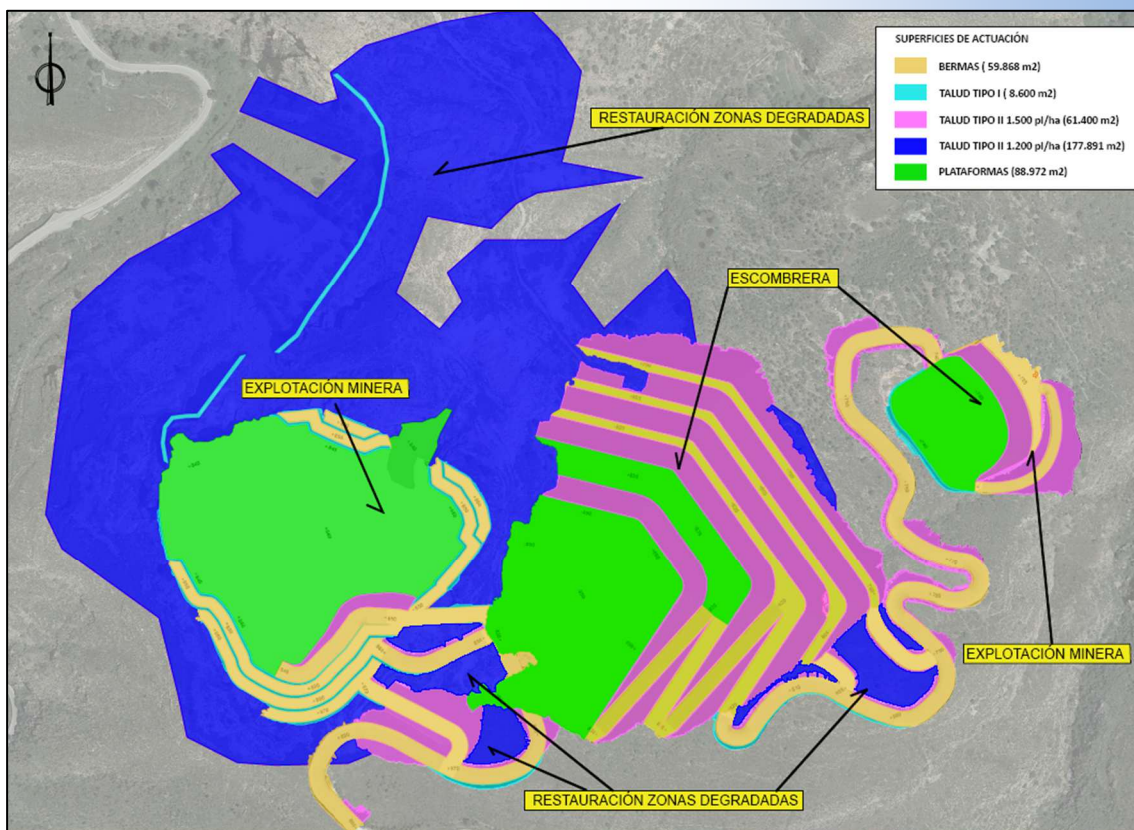 SUPERFICIES DE ACTUACIÓN
BERMAS ( 59.868 m2)
TALUD TIPO I ( 8.600 m2)
TALUD TIPO II 1.500 pl/ha (61.400 m2)
TALUD TIPO II 1.200 pl/ha (177.891 m2)
PLATAFORMAS (88.972 m2)
RESTAURACIÓN ZONAS DEGRADADAS
ESCOMBRERA
EXPLOTACIÓN MINERA
EXPLOTACIÓN MINERA
RESTAURACIÓN ZONAS DEGRADADAS